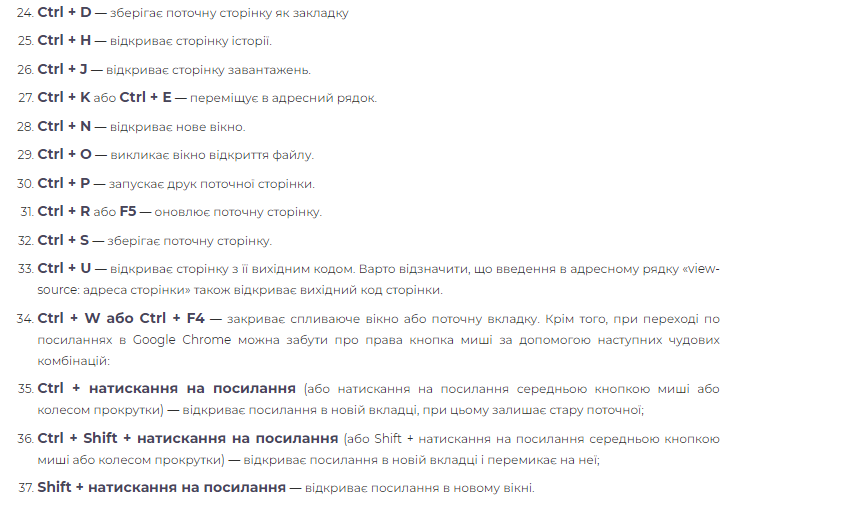 24. Ctrl + D — зберігає поточну сторінку як закладку
25. Ctrl + H — відкриває сторінку історії.
26. Ctrl + J — відкриває сторінку завантажень.
27. Ctrl + K або Ctrl + E — переміщує в адресний рядок.
28. Ctrl + N — відкриває нове вікно.
29. Ctrl + O — викликає вікно відкриття файлу.
30. Ctrl + P — запускає друк поточної сторінки.
31. Ctrl + R або F5 — оновлює поточну сторінку.
32. Ctrl + S — зберігає поточну сторінку.
33. Ctrl + U — відкриває сторінку з її вихідним кодом. Варто відзначити, що введення в адресному рядку «view-
source: адреса сторінки» також відкриває вихідний код сторінки.
34. Ctrl + W або Ctrl + F4 — закриває спливаюче вікно або поточну вкладку. Крім того, при переході по
посиланнях в Google Chrome можна забути про права кнопка миші за допомогою наступних чудових
комбінацій:
35. Ctrl + натискання на посилання (або натискання на посилання середньою кнопкою миші або
колесом прокрутки) — відкриває посилання в новій вкладці, при цьому залишає стару поточної;
36. Ctrl + Shift + натискання на посилання (або Shift + натискання на посилання середньою кнопкою
миші або колесом прокрутки) — відкриває посилання в новій вкладці і перемикає на неї;
37. Shift + натискання на посилання — відкриває посилання в новому вікні.